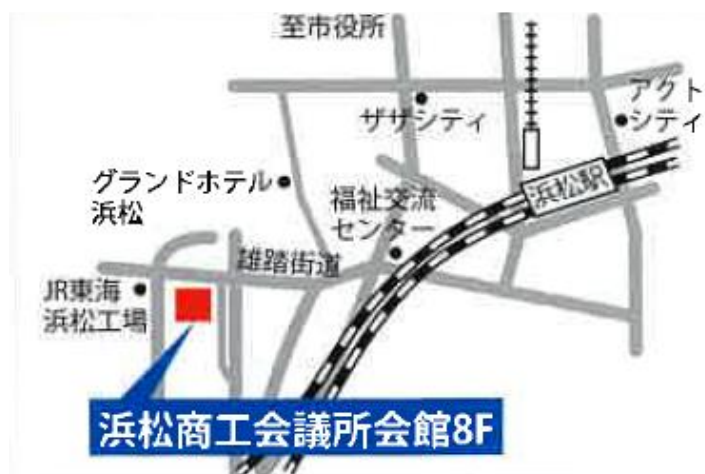 至市役所
アクト
シティ
ザザシティ
グランドホテル
浜松
福祉交流
センター
浜松駅
雄踏街道
JR東海
浜松工場
浜松商工会議所会館8F